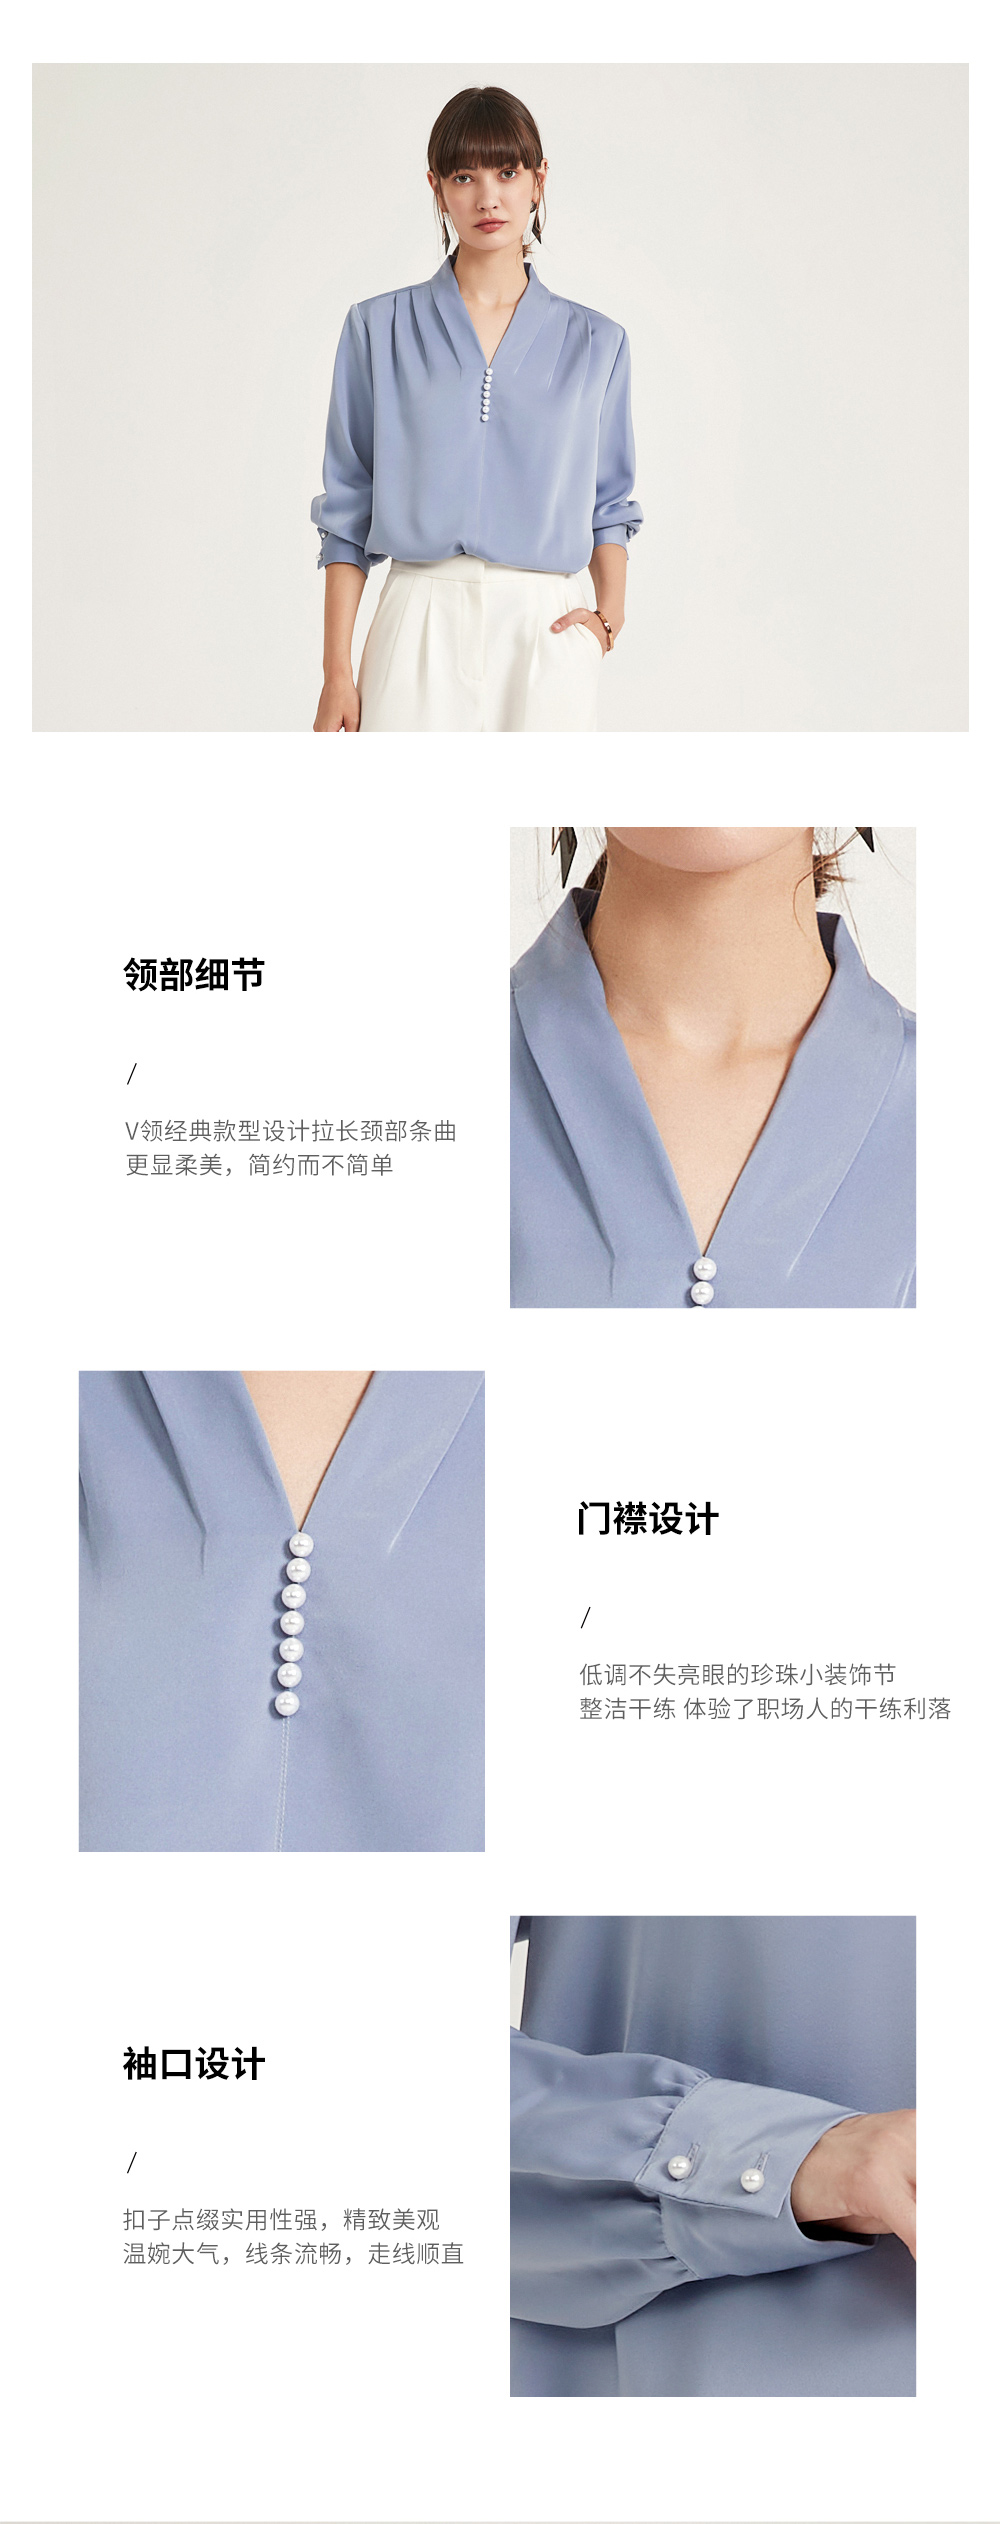 领部细节
/
V领经典款型设计拉长颈部条曲
更显柔美，简约而不简单
门襟设计
/
低调不失亮眼的珍珠小装饰节
整洁干练 体验了职场人的干练利落
袖口设计
/
扣子点缀实用性强，精致美观
温婉大气，线条流畅，走线顺直